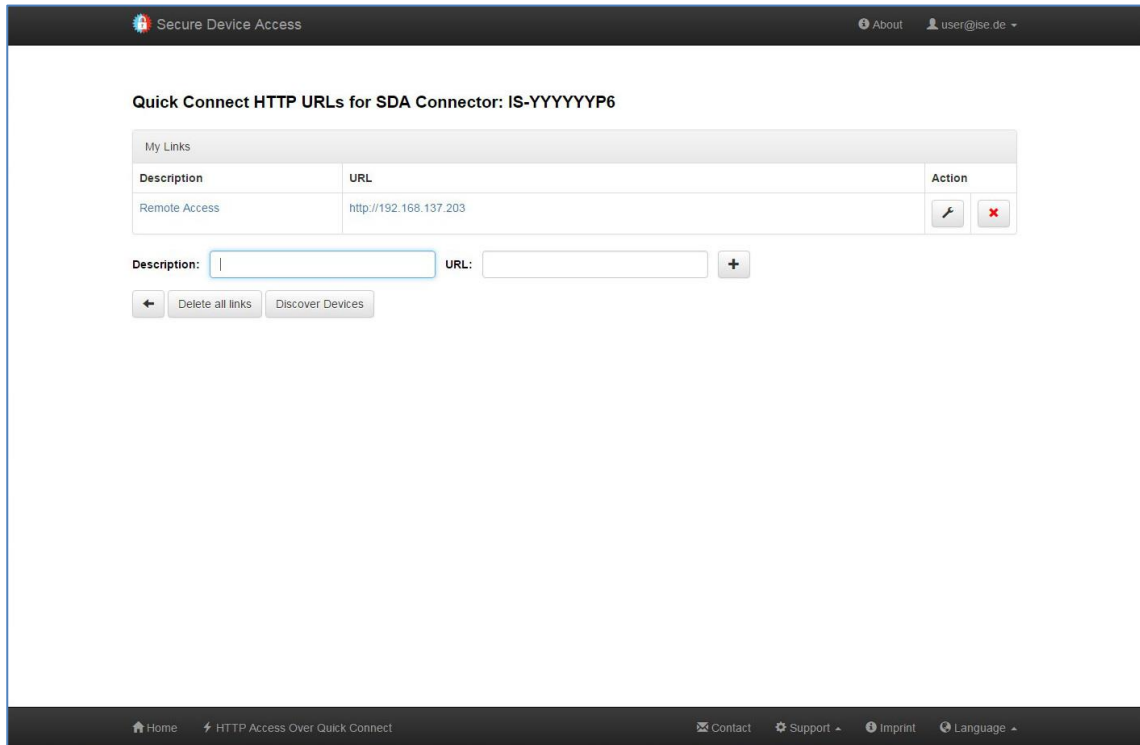 Secure Device Access About user@ise.de
Quick Connect HTTP URLs for SDA Connector: IS-YYYYYYP6
My Links
Description URL Action
Remote Access http://192.168.137.203
Description: URL:
Delete all links Discover Devices
Home HTTP Access Over Quick Connect Contact Support Imprint Language